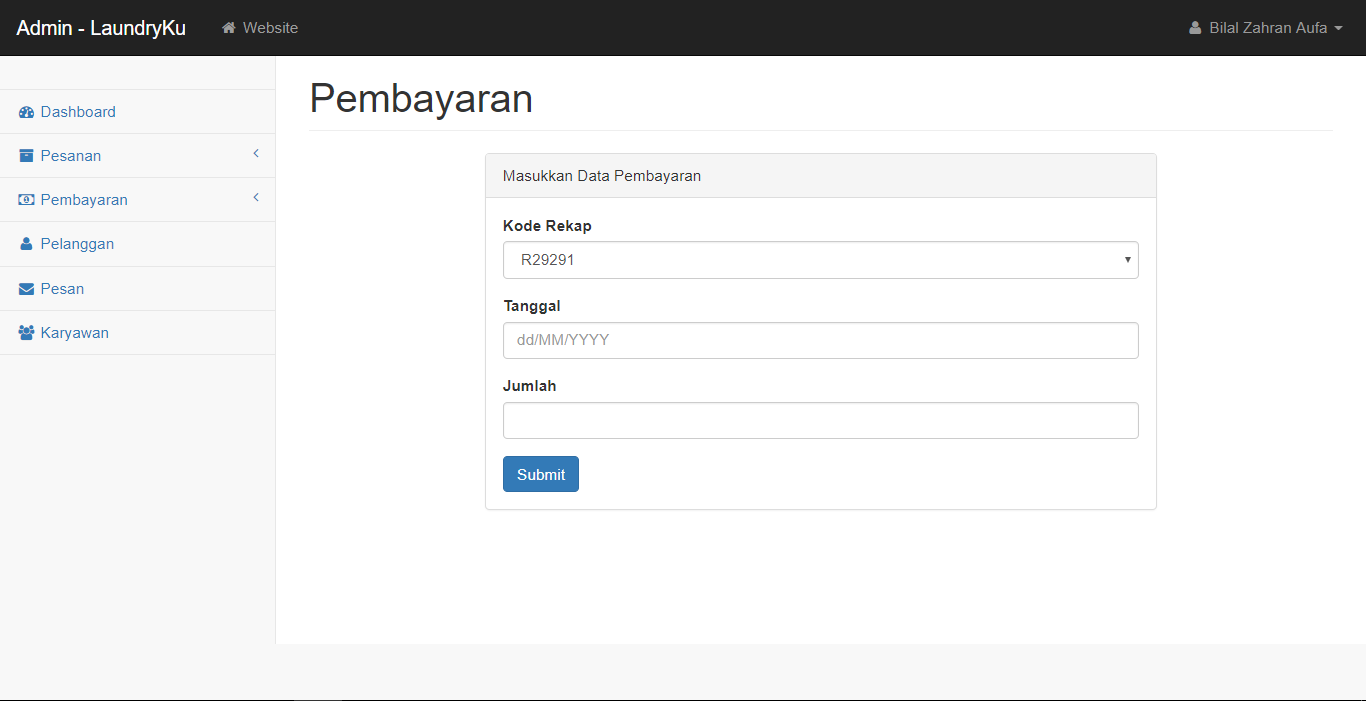 Admin - LaundryKu Website Bilal Zahran Aufa
Dashboard
Pesanan
Pembayaran
Pelanggan
Pesan
Karyawan
Pembayaran
Masukkan Data Pembayaran
Kode Rekap
R29291
Tanggal
dd/MM/YYYY
Jumlah
Submit